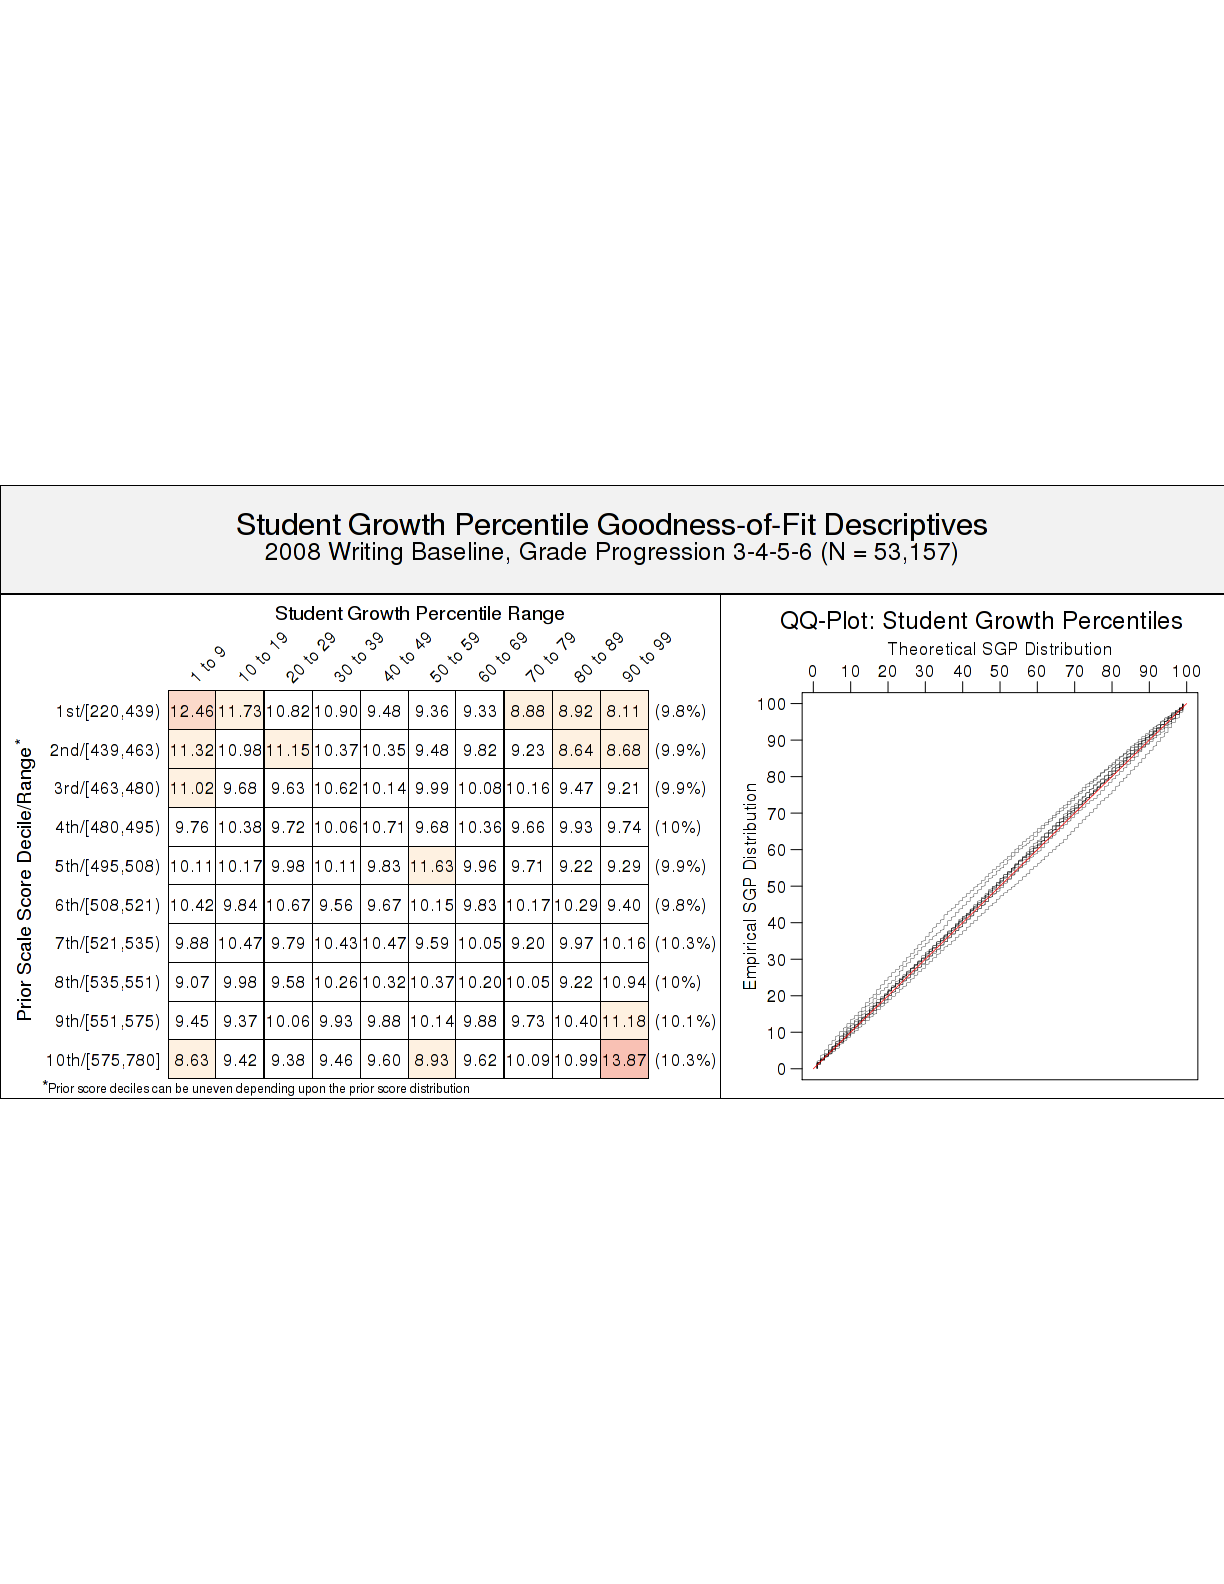 Student Growth Percentile Goodness-of-Fit Descriptives
2008 Writing Baseline, Grade Progression 3-4-5-6 (N = 53,157)
Student Growth Percentile Range
1 to 9 10 to 19 20 to 29 30 to 39 40 to 49 50 to 59 60 to 69 70 to 79 80 to 89 90 to 99
Prior Scale Score Decile/Range*
1st/[220,439) 12.46 11.73 10.82 10.90 9.48 9.36 9.33 8.88 8.92 8.11 (9.8%)
2nd/[439,463) 11.32 10.98 11.15 10.37 10.35 9.48 9.82 9.23 8.64 8.68 (9.9%)
3rd/[463,480) 11.02 9.68 9.63 10.62 10.14 9.99 10.08 10.16 9.47 9.21 (9.9%)
4th/[480,495) 9.76 10.38 9.72 10.06 10.71 9.68 10.36 9.66 9.93 9.74 (10%)
5th/[495,508) 10.11 10.17 9.98 10.11 9.83 11.63 9.96 9.71 9.22 9.29 (9.9%)
6th/[508,521) 10.42 9.84 10.67 9.56 9.67 10.15 9.83 10.17 10.29 9.40 (9.8%)
7th/[521,535) 9.88 10.47 9.79 10.43 10.47 9.59 10.05 9.20 9.97 10.16 (10.3%)
8th/[535,551) 9.07 9.98 9.58 10.26 10.32 10.37 10.20 10.05 9.22 10.94 (10%)
9th/[551,575) 9.45 9.37 10.06 9.93 9.88 10.14 9.88 9.73 10.40 11.18 (10.1%)
10th/[575,780] 8.63 9.42 9.38 9.46 9.60 8.93 9.62 10.09 10.99 13.87 (10.3%)
*Prior score deciles can be uneven depending upon the prior score distribution
QQ-Plot: Student Growth Percentiles
Theoretical SGP Distribution
0 10 20 30 40 50 60 70 80 90 100
Empirical SGP Distribution
100
90
80
70
60
50
40
30
20
10
0